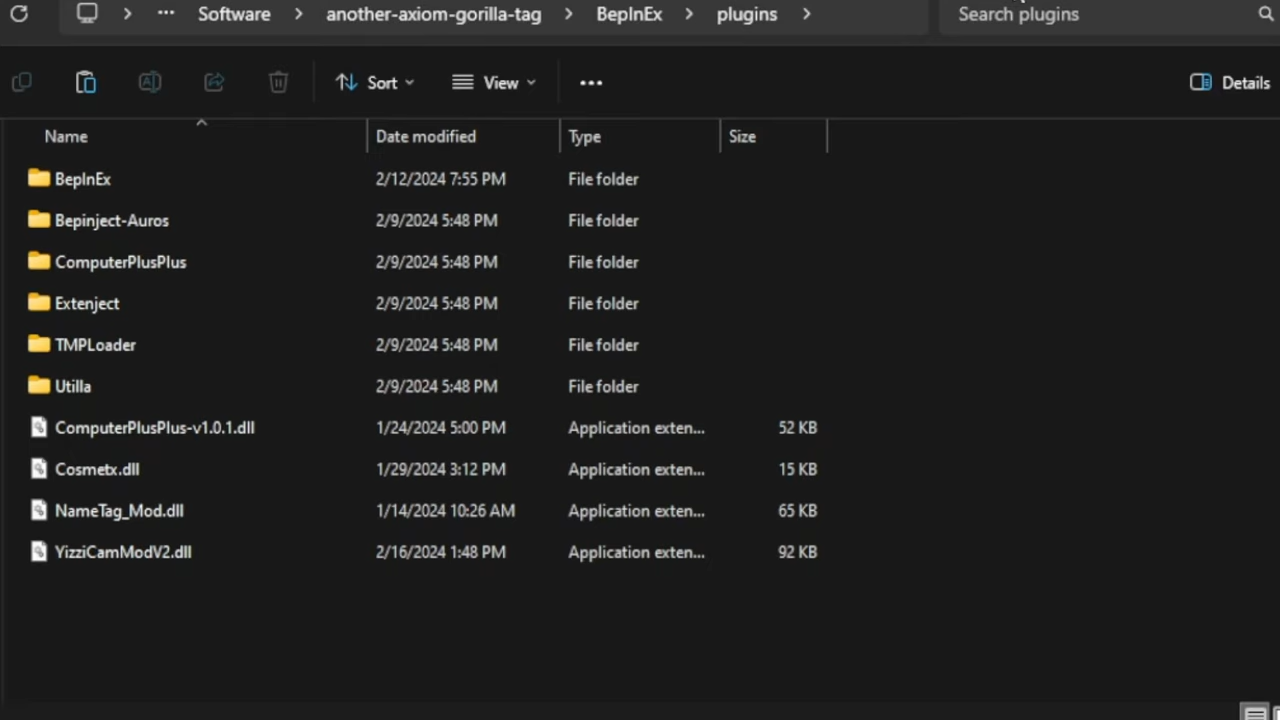 Software > another-axiom-gorilla-tag > BepInEx > plugins >
Search plugins
Sort
View
Details
Name Date modified Type Size
BepInEx 2/12/2024 7:55 PM File folder
Bepinject-Auros 2/9/2024 5:48 PM File folder
ComputerPlusPlus 2/9/2024 5:48 PM File folder
Extenject 2/9/2024 5:48 PM File folder
TMPLoader 2/9/2024 5:48 PM File folder
Utilla 2/9/2024 5:48 PM File folder
ComputerPlusPlus-v1.0.1.dll 1/24/2024 5:00 PM Application exten... 52 KB
Cosmetx.dll 1/29/2024 3:12 PM Application exten... 15 KB
NameTag_Mod.dll 1/14/2024 10:26 AM Application exten... 65 KB
YizziCamModV2.dll 2/16/2024 1:48 PM Application exten... 92 KB